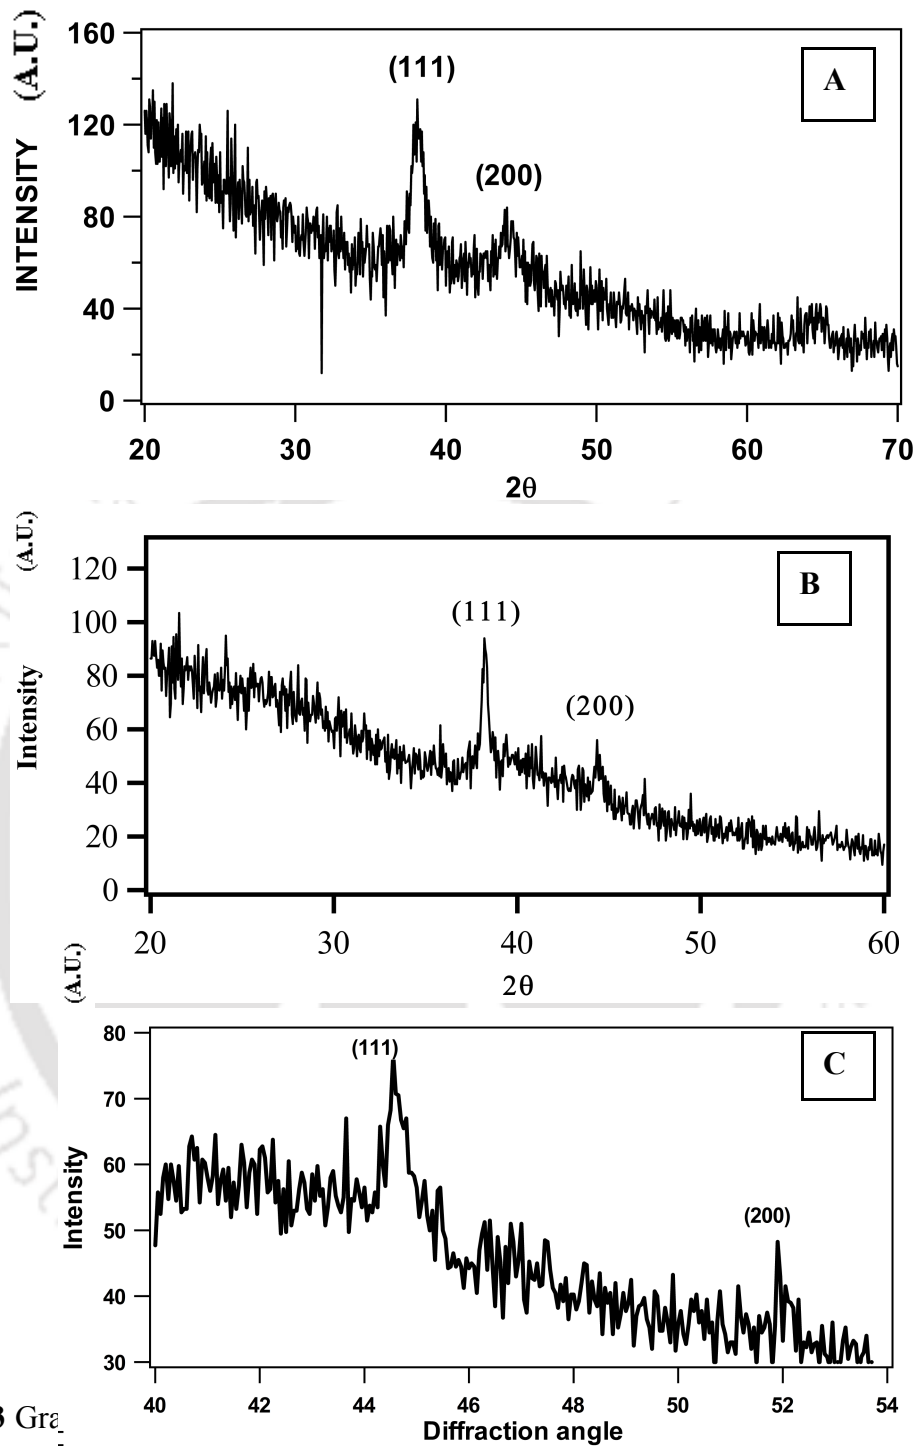 INTENSITY (A.U.)
160
120
80
40
0
(111)
(200)
A
20 30 40 50 60 70
2θ
Intensity (A.U.)
120
100
80
60
40
20
0
(111)
(200)
B
20 30 40 50 60
2θ
Intensity (A.U.)
80
70
60
50
40
30
(111)
(200)
C
40 42 44 46 48 50 52 54
Diffraction angle